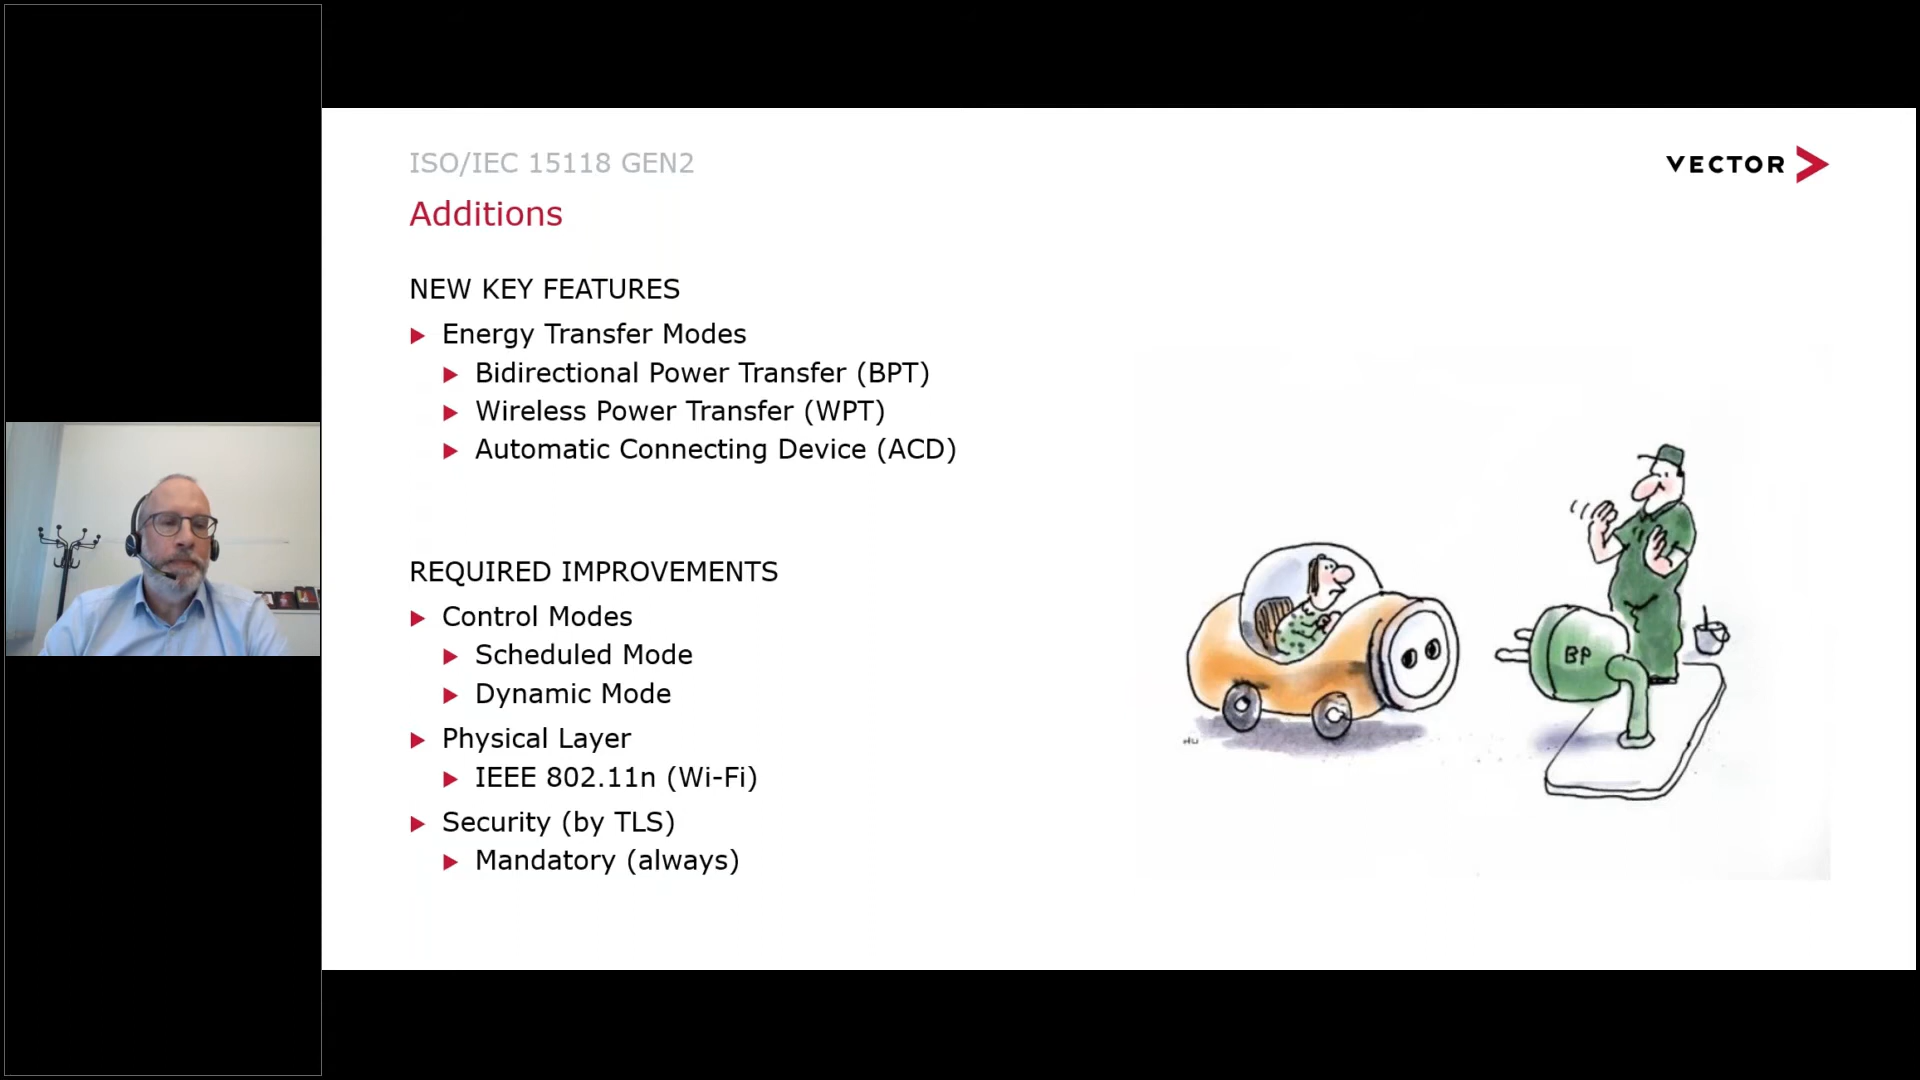 ISO/IEC 15118 GEN2
VECTOR
Additions
NEW KEY FEATURES
Energy Transfer Modes
Bidirectional Power Transfer (BPT)
Wireless Power Transfer (WPT)
Automatic Connecting Device (ACD)
REQUIRED IMPROVEMENTS
Control Modes
Scheduled Mode
Dynamic Mode
Physical Layer
IEEE 802.11n (Wi-Fi)
Security (by TLS)
Mandatory (always)
BP